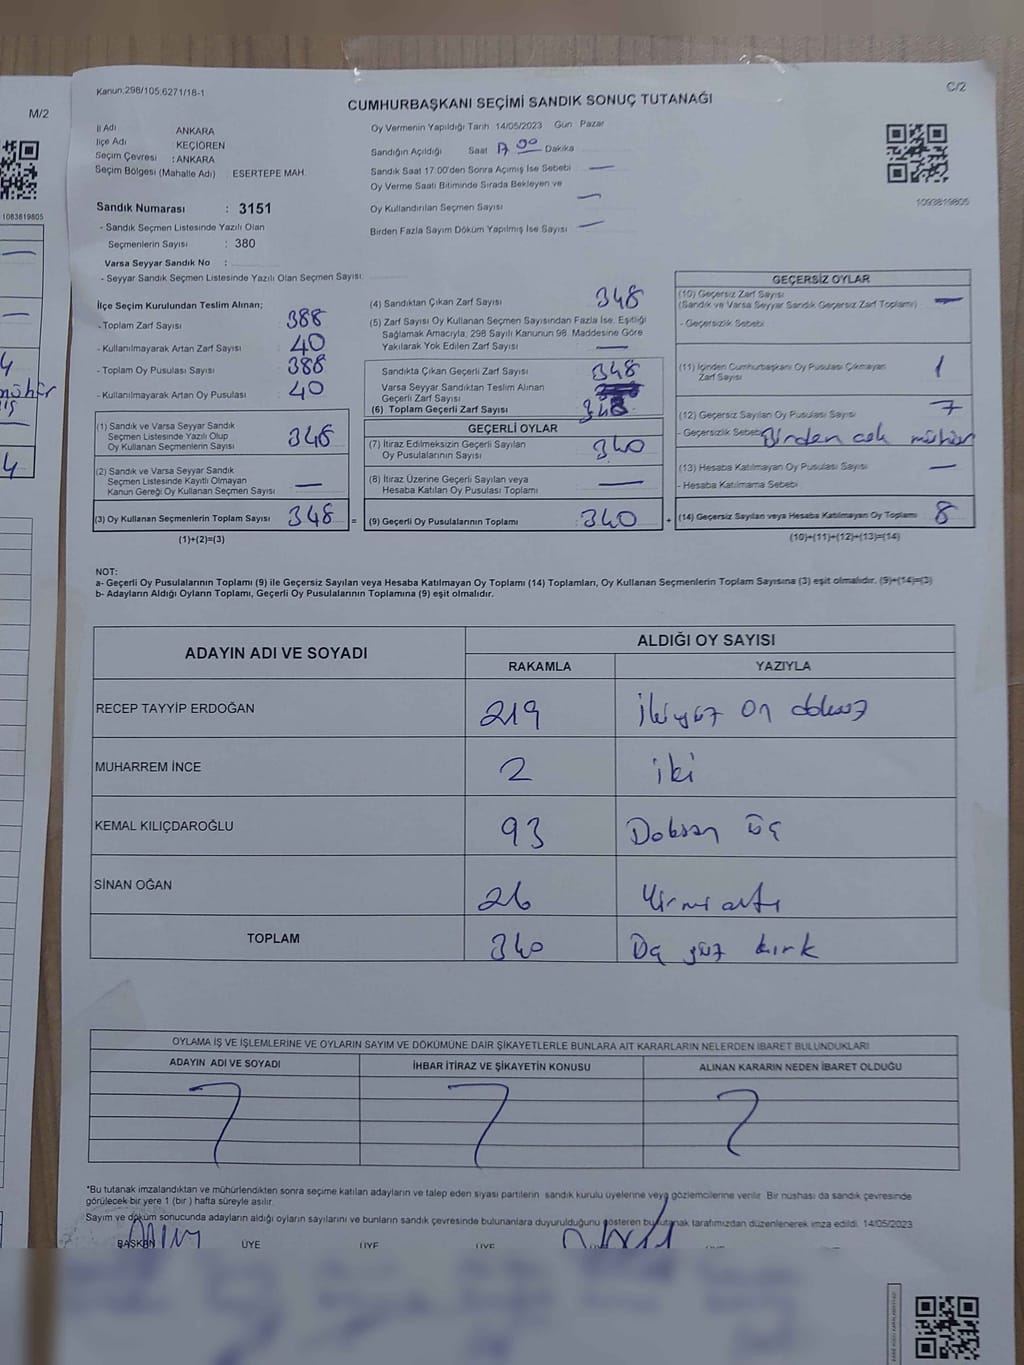 Kanun:298/105,6271/18-1
C/2
M/2
CUMHURBAŞKANI SEÇİMİ SANDIK SONUÇ TUTANAĞI
İl Adı ANKARA
İlçe Adı KEÇİÖREN
Seçim Çevresi : ANKARA
Seçim Bölgesi (Mahalle Adı) : ESERTEPE MAH.
Oy Vermenin Yapıldığı Tarih 14/05/2023 Gün Pazar
Sandığın Açıldığı Saat 17 00 Dakika
Sandık Saat 17:00'den Sonra Açımış İse Sebebi —
Oy Verme Saati Bitiminde Sırada Bekleyen ve
Oy Kullandırılan Seçmen Sayısı —
Birden Fazla Sayım Döküm Yapılmış İse Sayısı —
1083819805
1093819805
Sandık Numarası : 3151
- Sandık Seçmen Listesinde Yazılı Olan
Seçmenlerin Sayısı : 380
Varsa Seyyar Sandık No :
- Seyyar Sandık Seçmen Listesinde Yazılı Olan Seçmen Sayısı:
İlçe Seçim Kurulundan Teslim Alınan;
- Toplam Zarf Sayısı 388
- Kullanılmayarak Artan Zarf Sayısı 40
- Toplam Oy Pusulası Sayısı 388
- Kullanılmayarak Artan Oy Pusulası 40
(1) Sandık ve Varsa Seyyar Sandık
Seçmen Listesinde Yazılı Olup
Oy Kullanan Seçmenlerin Sayısı 348
(2) Sandık ve Varsa Seyyar Sandık
Seçmen Listesinde Kayıtlı Olmayan
Kanun Gereği Oy Kullanan Seçmen Sayısı —
(3) Oy Kullanan Seçmenlerin Toplam Sayısı 348 =
(1)+(2)=(3)
(4) Sandıktan Çıkan Zarf Sayısı 348
(5) Zarf Sayısı Oy Kullanan Seçmen Sayısından Fazla İse, Eşitliği
Sağlamak Amacıyla, 298 Sayılı Kanunun 98. Maddesine Göre
Yakılarak Yok Edilen Zarf Sayısı —
Sandıkta Çıkan Geçerli Zarf Sayısı 348
Varsa Seyyar Sandıktan Teslim Alınan
Geçerli Zarf Sayısı
(6) Toplam Geçerli Zarf Sayısı 348
GEÇERLİ OYLAR
(7) İtiraz Edilmeksizin Geçerli Sayılan
Oy Pusulalarının Sayısı 340
(8) İtiraz Üzerine Geçerli Sayılan veya
Hesaba Katılan Oy Pusulası Toplamı —
(9) Geçerli Oy Pusulalarının Toplamı : 340 +
GEÇERSİZ OYLAR
(10) Geçersiz Zarf Sayısı
(Sandık ve Varsa Seyyar Sandık Geçersiz Zarf Toplamı) —
- Geçersizlik Sebebi
(11) İçinden Cumhurbaşkanı Oy Pusulası Çıkmayan
Zarf Sayısı 1
(12) Geçersiz Sayılan Oy Pusulası Sayısı 7
- Geçersizlik Sebebi Birden çok mühür
(13) Hesaba Katılmayan Oy Pusulası Sayısı —
- Hesaba Katılmama Sebebi
(14) Geçersiz Sayılan veya Hesaba Katılmayan Oy Toplamı 8
(10)+(11)+(12)+(13)=(14)
NOT:
a- Geçerli Oy Pusulalarının Toplamı (9) ile Geçersiz Sayılan veya Hesaba Katılmayan Oy Toplamı (14) Toplamları, Oy Kullanan Seçmenlerin Toplam Sayısına (3) eşit olmalıdır. (9)+(14)=(3)
b- Adayların Aldığı Oyların Toplamı, Geçerli Oy Pusulalarının Toplamına (9) eşit olmalıdır.
ADAYIN ADI VE SOYADI
ALDIĞI OY SAYISI
RAKAMLA YAZIYLA
RECEP TAYYİP ERDOĞAN 219 ikiyüz on dokuz
MUHARREM İNCE 2 iki
KEMAL KILIÇDAROĞLU 93 Doksan üç
SİNAN OĞAN 26 Yirmi altı
TOPLAM 340 Üç yüz kırk
OYLAMA İŞ VE İŞLEMLERİNE VE OYLARIN SAYIM VE DÖKÜMÜNE DAİR ŞİKAYETLERLE BUNLARA AİT KARARLARIN NELERDEN İBARET BULUNDUKLARI
ADAYIN ADI VE SOYADI
İHBAR İTİRAZ VE ŞİKAYETİN KONUSU
ALINAN KARARIN NEDEN İBARET OLDUĞU
*Bu tutanak imzalandıktan ve mühürlendikten sonra seçime katılan adayların ve talep eden siyasi partilerin sandık kurulu üyelerine veya gözlemcilerine verilir. Bir nushası da sandık çevresinde
görülecek bir yere 1 (bir ) hafta süreyle asılır.
Sayım ve döküm sonucunda adayların aldığı oyların sayılarını ve bunların sandık çevresinde bulunanlara duyurulduğunu gösteren bu tutanak tarafımızdan düzenlenerek imza edildi. 14/05/2023
BAŞKAN ÜYE ÜYE ÜYE